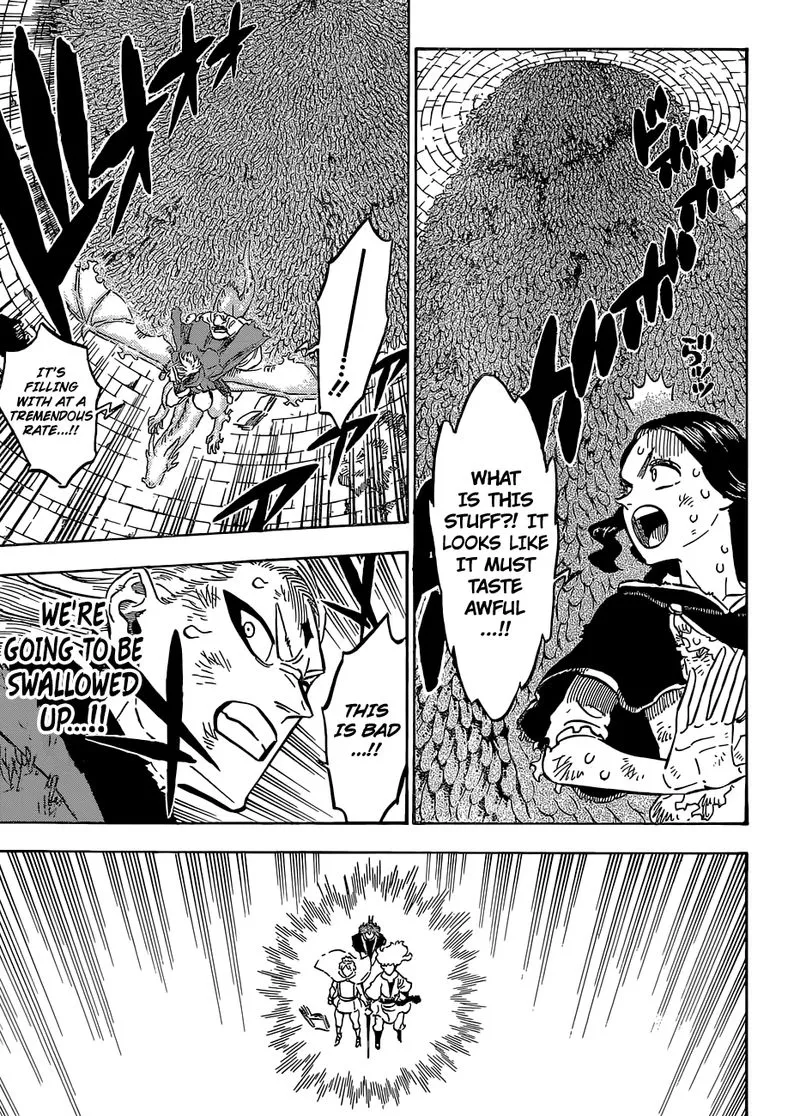 WHAT
IS THIS
STUFF?! IT
LOOKS LIKE
IT MUST
TASTE
AWFUL
...!!
......!!
IT'S
FILLING
WITH AT A
TREMENDOUS
RATE...!!
THIS
IS BAD
...!!
WE'RE
GOING TO BE
SWALLOWED
UP...!!